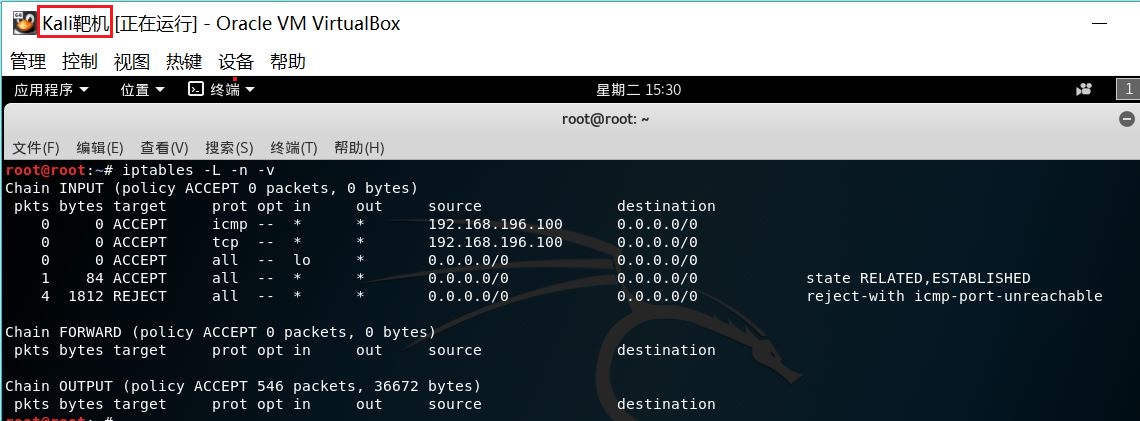 Kali靶机 [正在运行] - Oracle VM VirtualBox
管理 控制 视图 热键 设备 帮助
应用程序 位置 终端 星期二 15:30 1
root@root: ~
文件(F) 编辑(E) 查看(V) 搜索(S) 终端(T) 帮助(H)
root@root:~# iptables -L -n -v
Chain INPUT (policy ACCEPT 0 packets, 0 bytes)
pkts bytes target prot opt in out source destination
0 0 ACCEPT icmp -- * * 192.168.196.100 0.0.0.0/0
0 0 ACCEPT tcp -- * * 192.168.196.100 0.0.0.0/0
0 0 ACCEPT all -- lo * 0.0.0.0/0 0.0.0.0/0
1 84 ACCEPT all -- * * 0.0.0.0/0 0.0.0.0/0 state RELATED,ESTABLISHED
4 1812 REJECT all -- * * 0.0.0.0/0 0.0.0.0/0 reject-with icmp-port-unreachable
Chain FORWARD (policy ACCEPT 0 packets, 0 bytes)
pkts bytes target prot opt in out source destination
Chain OUTPUT (policy ACCEPT 546 packets, 36672 bytes)
pkts bytes target prot opt in out source destination
root@root:~#